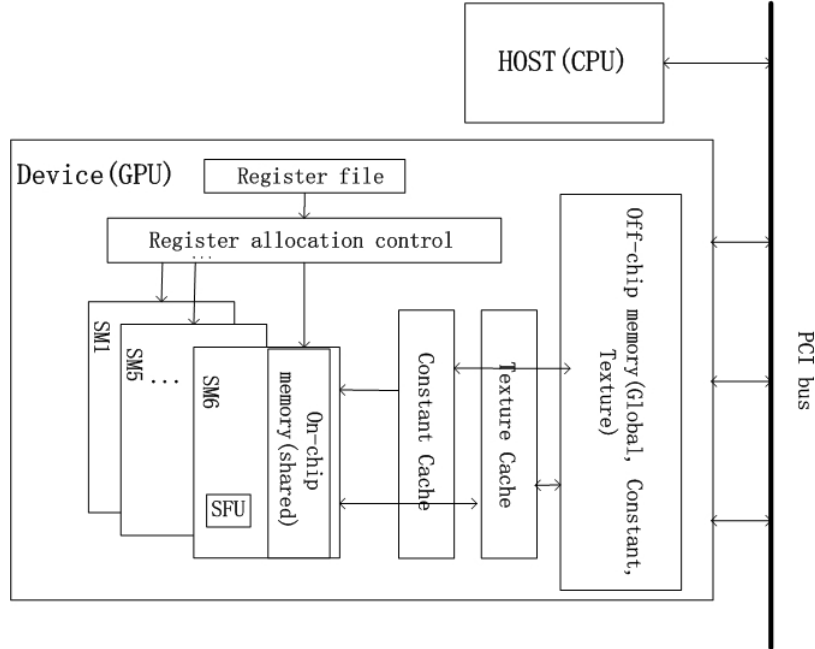 HOST(CPU)
Device(GPU)
Register file
Register allocation control
...
SM1
SM5
...
SM6
SFU
On-chip
memory(shared)
Constant Cache
Texture Cache
Off-chip memory(Global, Constant,
Texture)
PCI bus